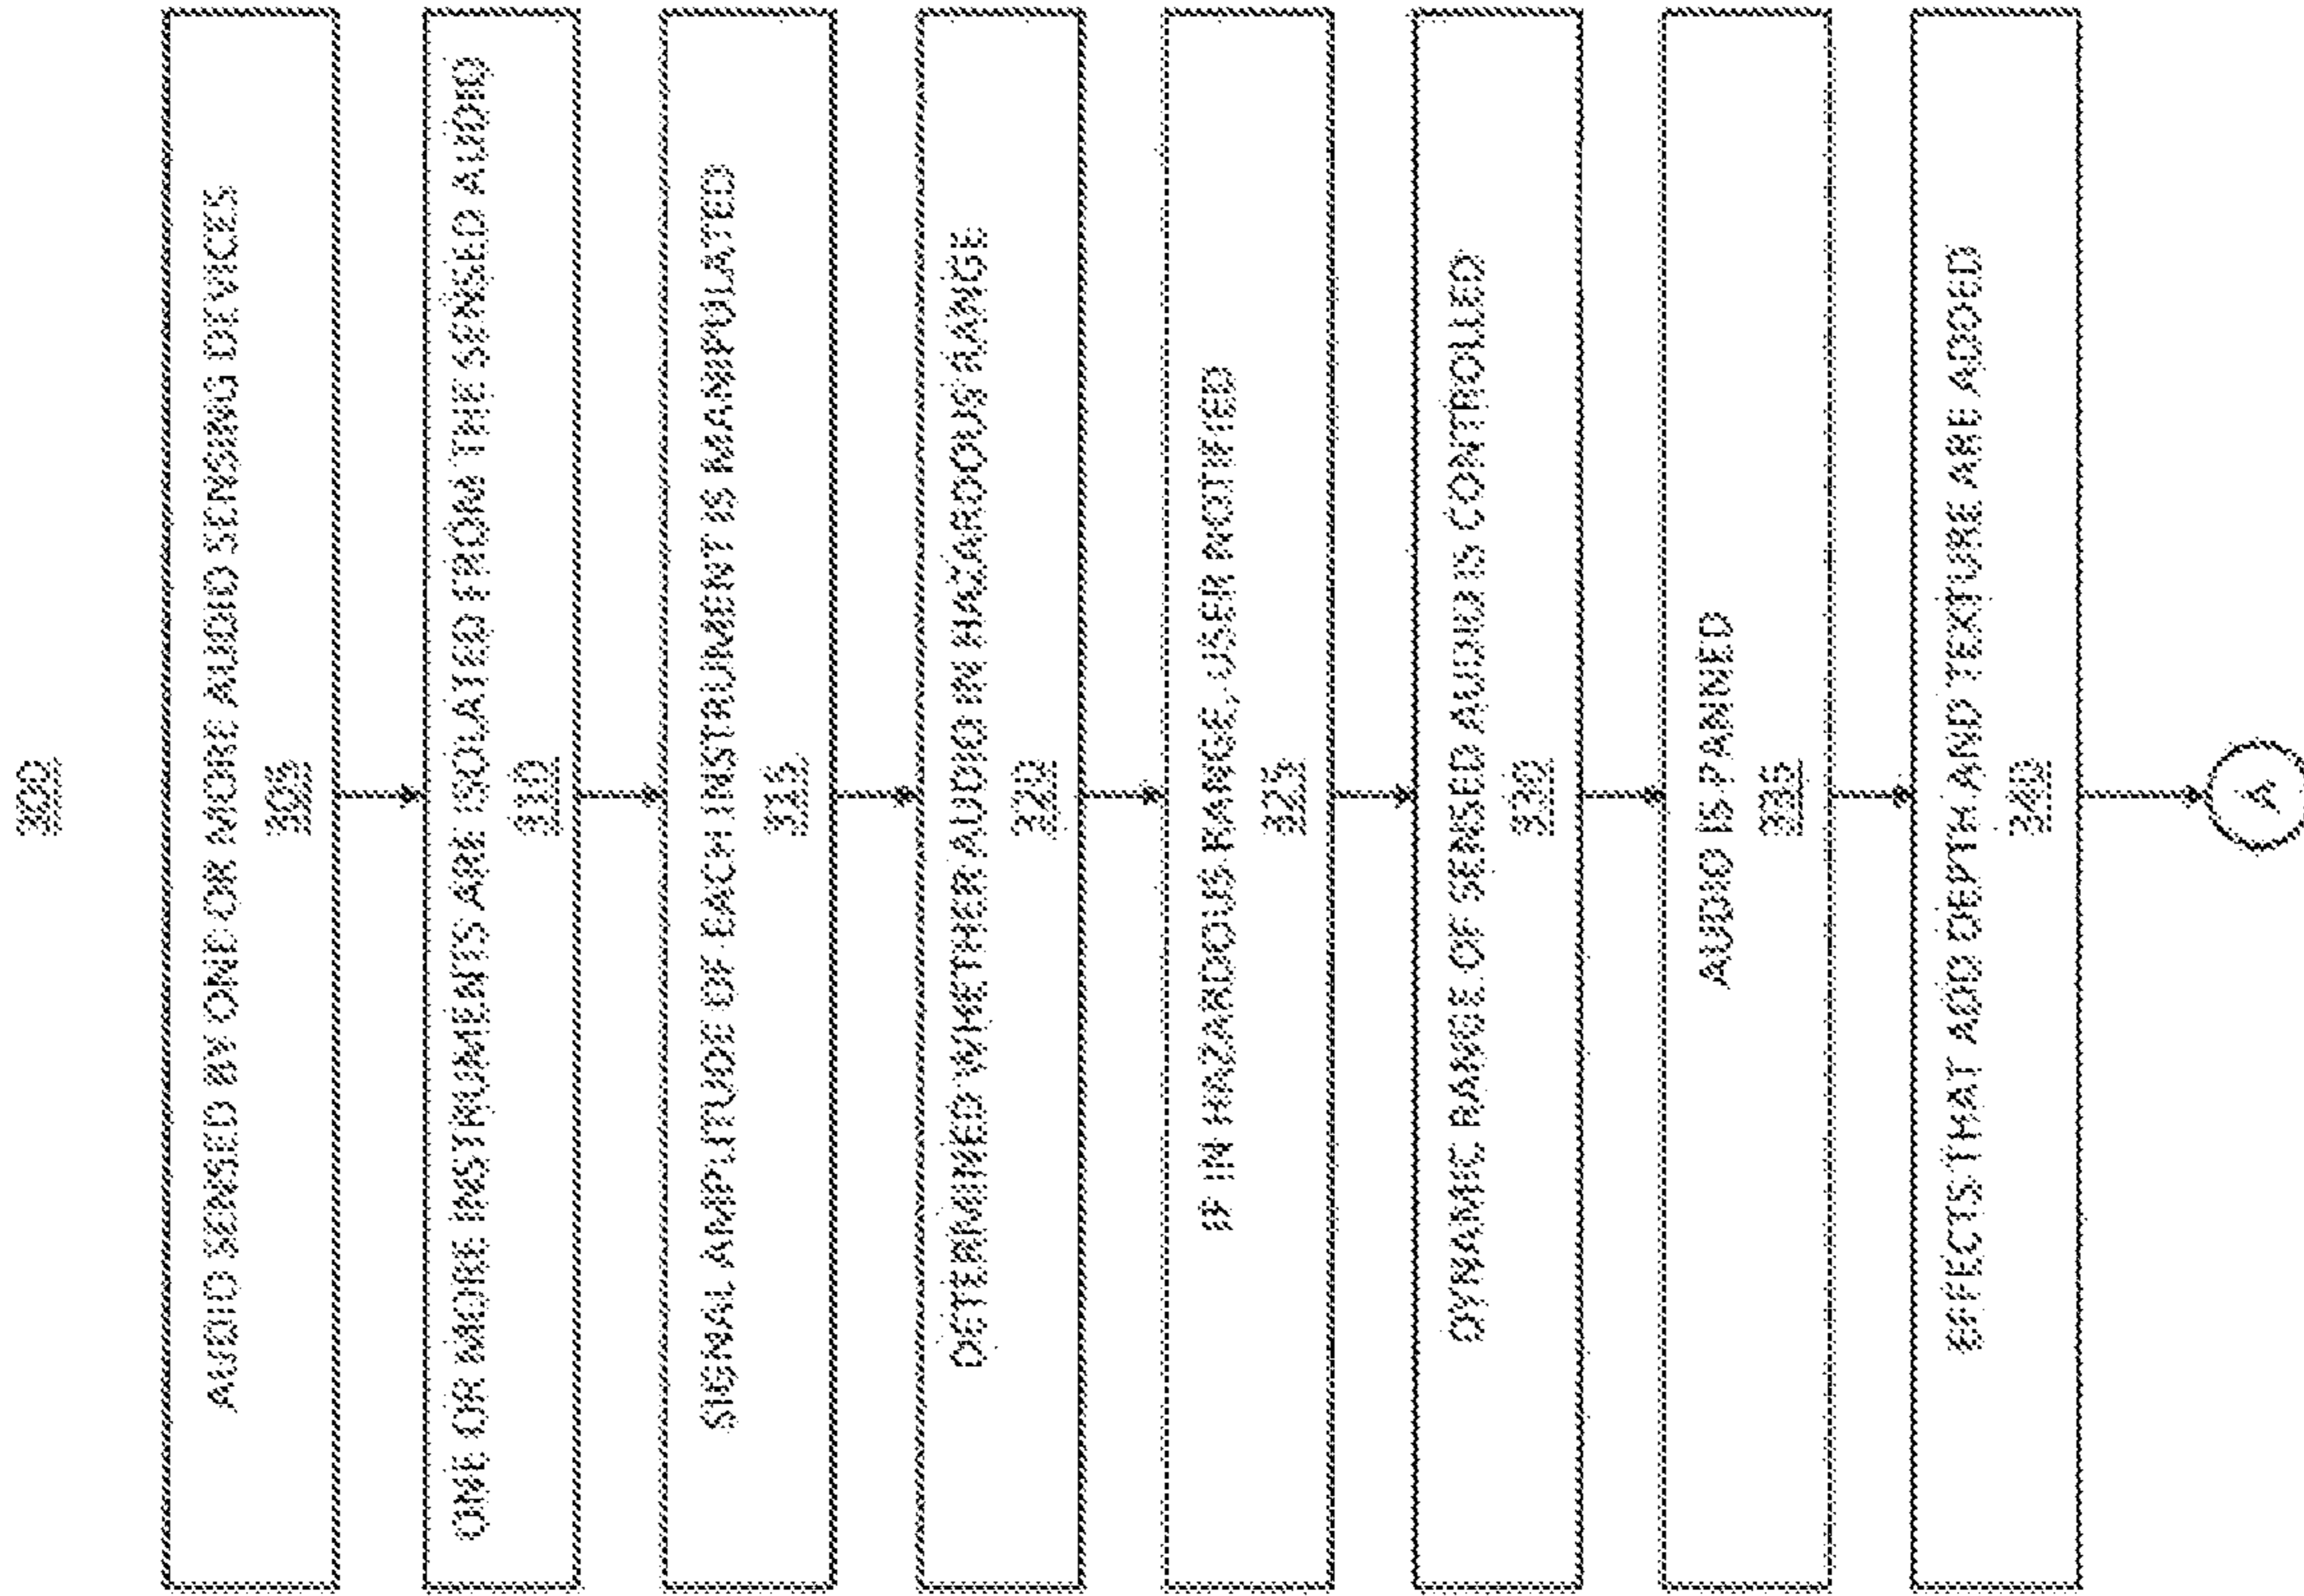 300
AUDIO SENSED BY ONE OR MORE AUDIO SENSING DEVICES
305
ONE OR MORE INSTRUMENTS ARE ISOLATED FROM THE SENSED AUDIO
310
SIGNAL AMPLITUDE OF EACH INSTRUMENT IS MANIPULATED
315
DETERMINED WHETHER AUDIO IN HAZARDOUS RANGE
320
IF IN HAZARDOUS RANGE, USER NOTIFIED
325
DYNAMIC RANGE OF SENSED AUDIO IS CONTROLLED
330
AUDIO IS PANNED
335
EFFECTS THAT ADD DEPTH AND TEXTURE ARE ADDED
340
A